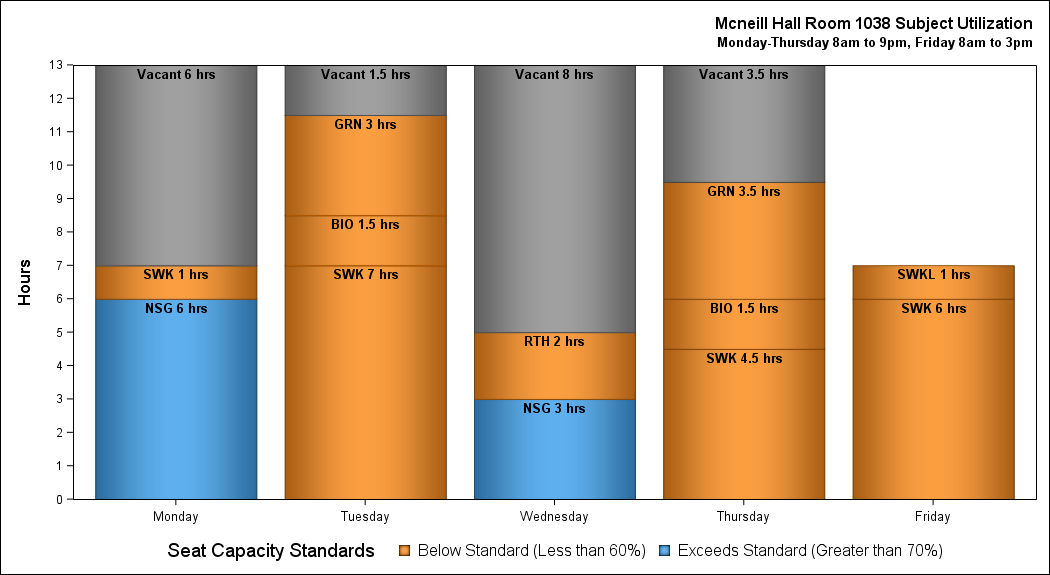 Mcneill Hall Room 1038 Subject Utilization
Monday-Thursday 8am to 9pm, Friday 8am to 3pm
Hours
13
12
11
10
9
8
7
6
5
4
3
2
1
0
Vacant 6 hrs
SWK 1 hrs
NSG 6 hrs
Vacant 1.5 hrs
GRN 3 hrs
BIO 1.5 hrs
SWK 7 hrs
Vacant 8 hrs
RTH 2 hrs
NSG 3 hrs
Vacant 3.5 hrs
GRN 3.5 hrs
BIO 1.5 hrs
SWK 4.5 hrs
SWKL 1 hrs
SWK 6 hrs
Monday
Tuesday
Wednesday
Thursday
Friday
Seat Capacity Standards
Below Standard (Less than 60%)
Exceeds Standard (Greater than 70%)